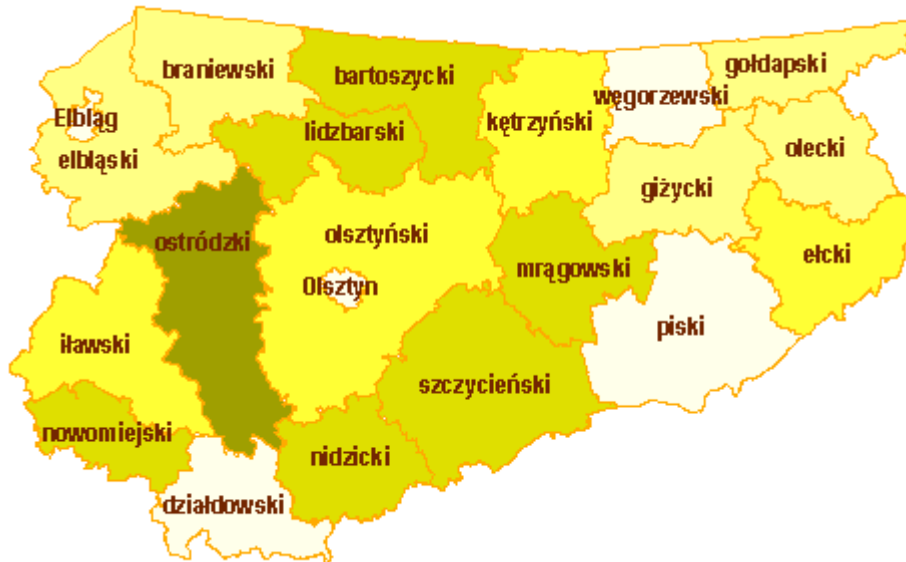 braniewski
bartoszycki
gołdapski
węgorzewski
Elbląg
kętrzyński
lidzbarski
elbląski
olecki
giżycki
ostródzki
olsztyński
ełcki
mrągowski
Olsztyn
piski
iławski
szczycieński
nowomiejski
nidzicki
działdowski